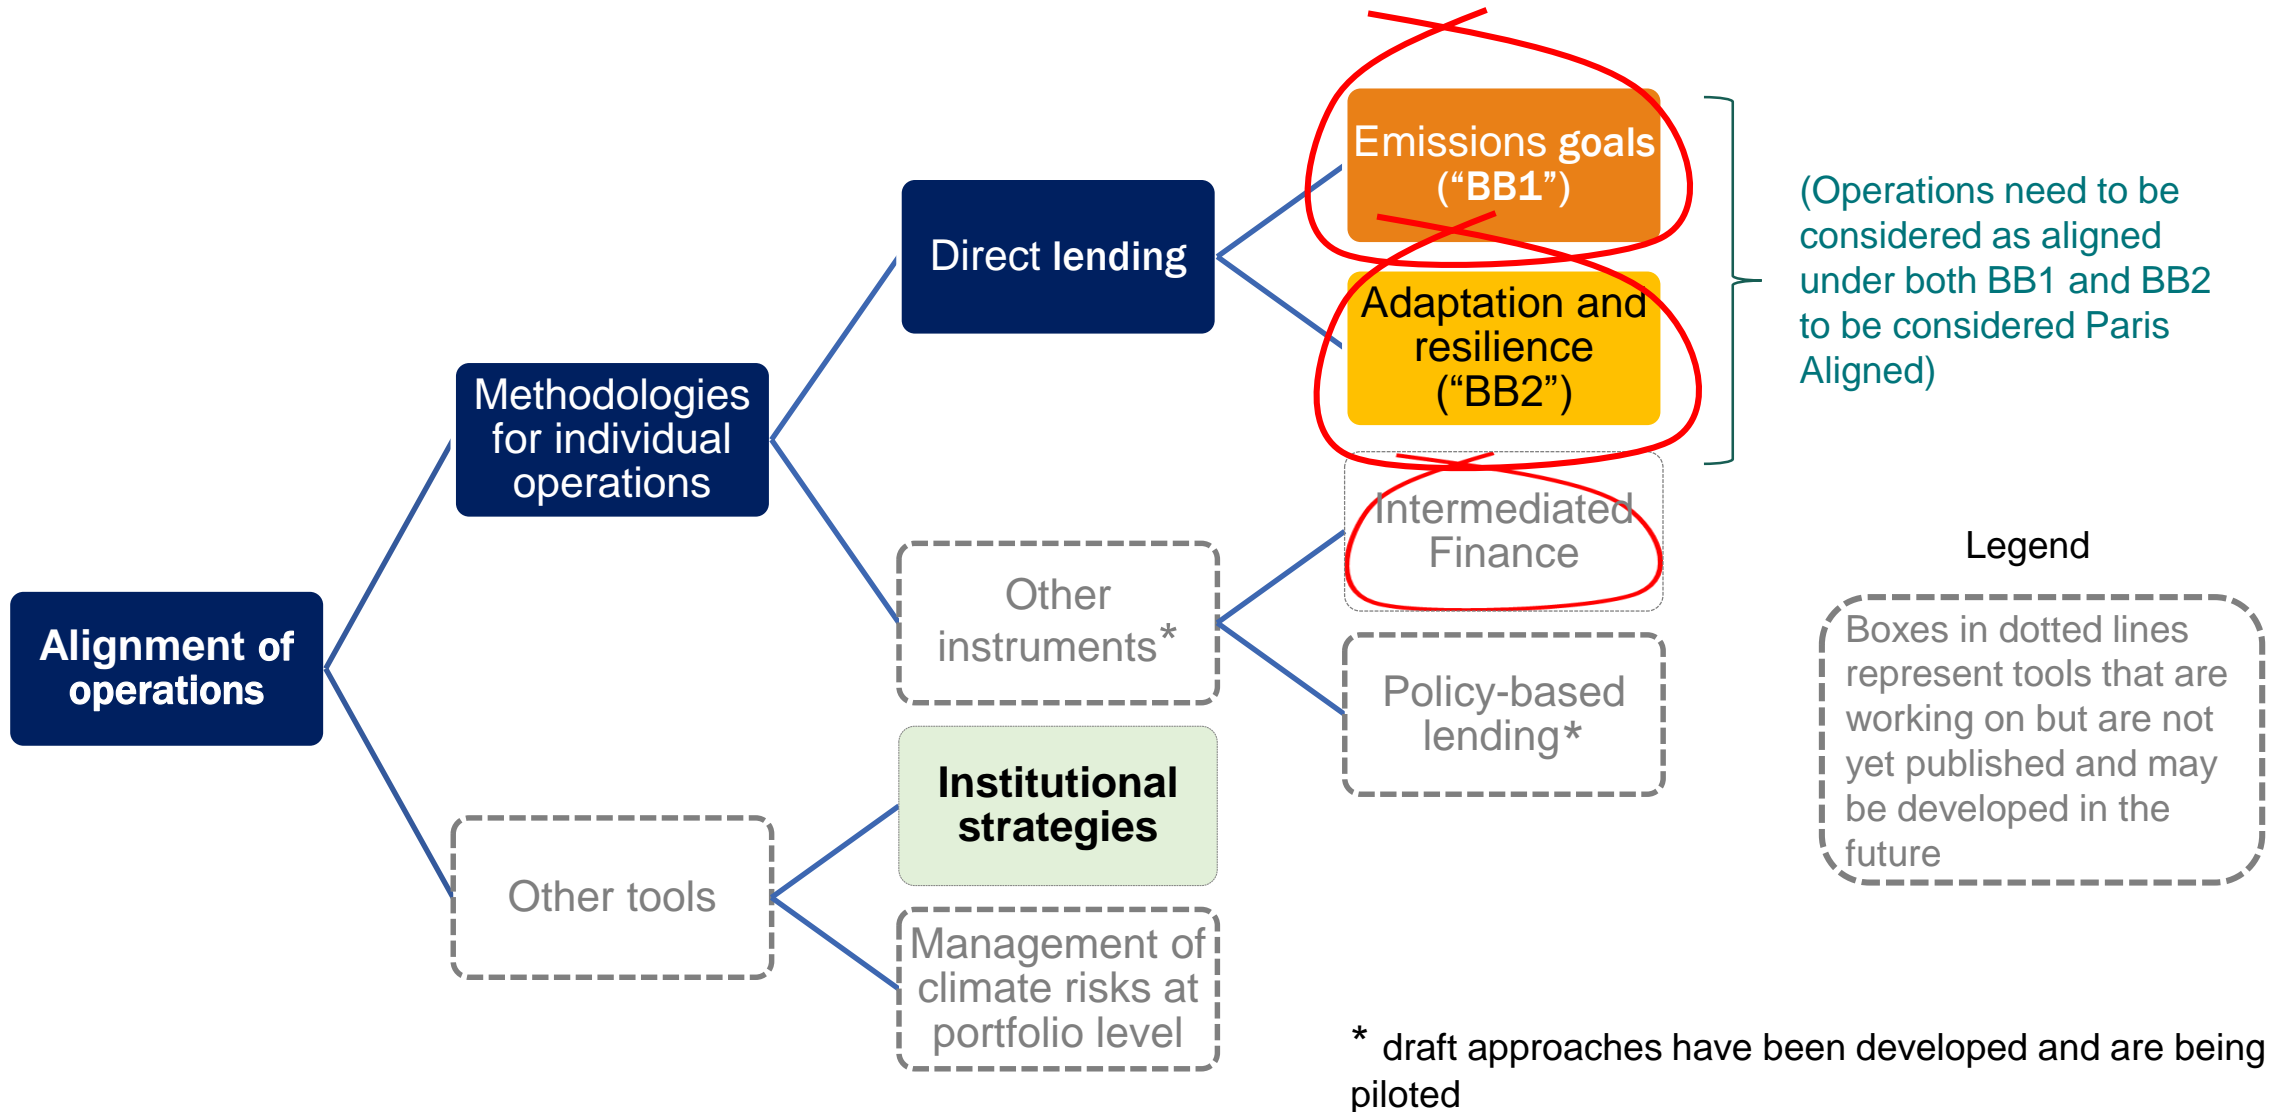 Alignment of
operations
Methodologies
for individual
operations
Other tools
Direct lending
Other
instruments*
Institutional
strategies
Management of
climate risks at
portfolio level
Emissions goals
(“BB1”)
Adaptation and
resilience
(“BB2”)
Intermediated
Finance
Policy-based
lending*
(Operations need to be
considered as aligned
under both BB1 and BB2
to be considered Paris
Aligned)
Legend
Boxes in dotted lines
represent tools that are
working on but are not
yet published and may
be developed in the
future
* draft approaches have been developed and are being
piloted